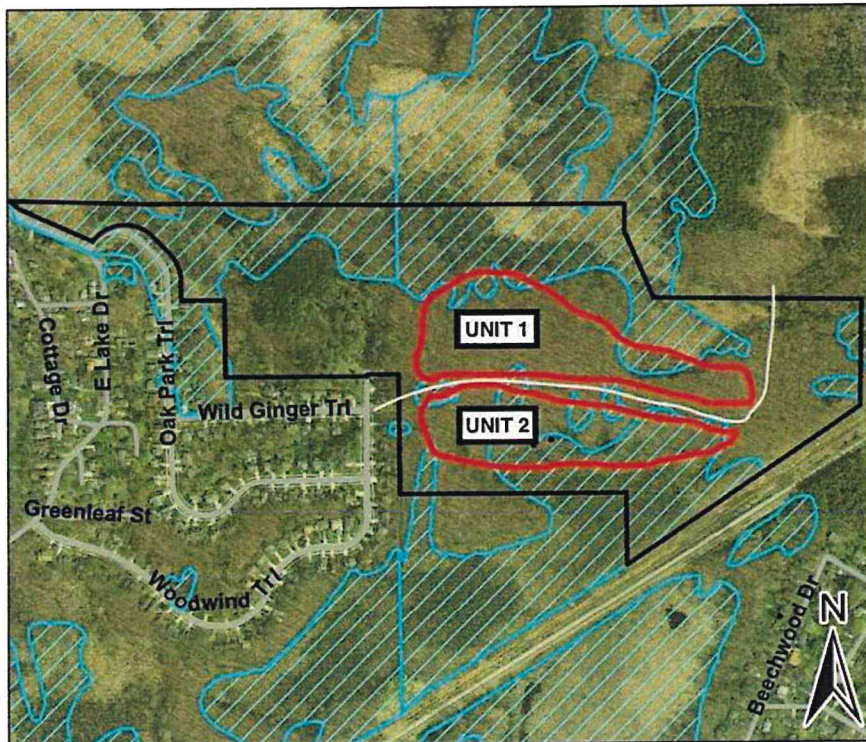 UNIT 1
E Lake Dr
Cottage Dr
Oak Park Trl
Wild Ginger Trl
UNIT 2
Greenleaf St
Woodwind Trl
Beechwood Dr
N